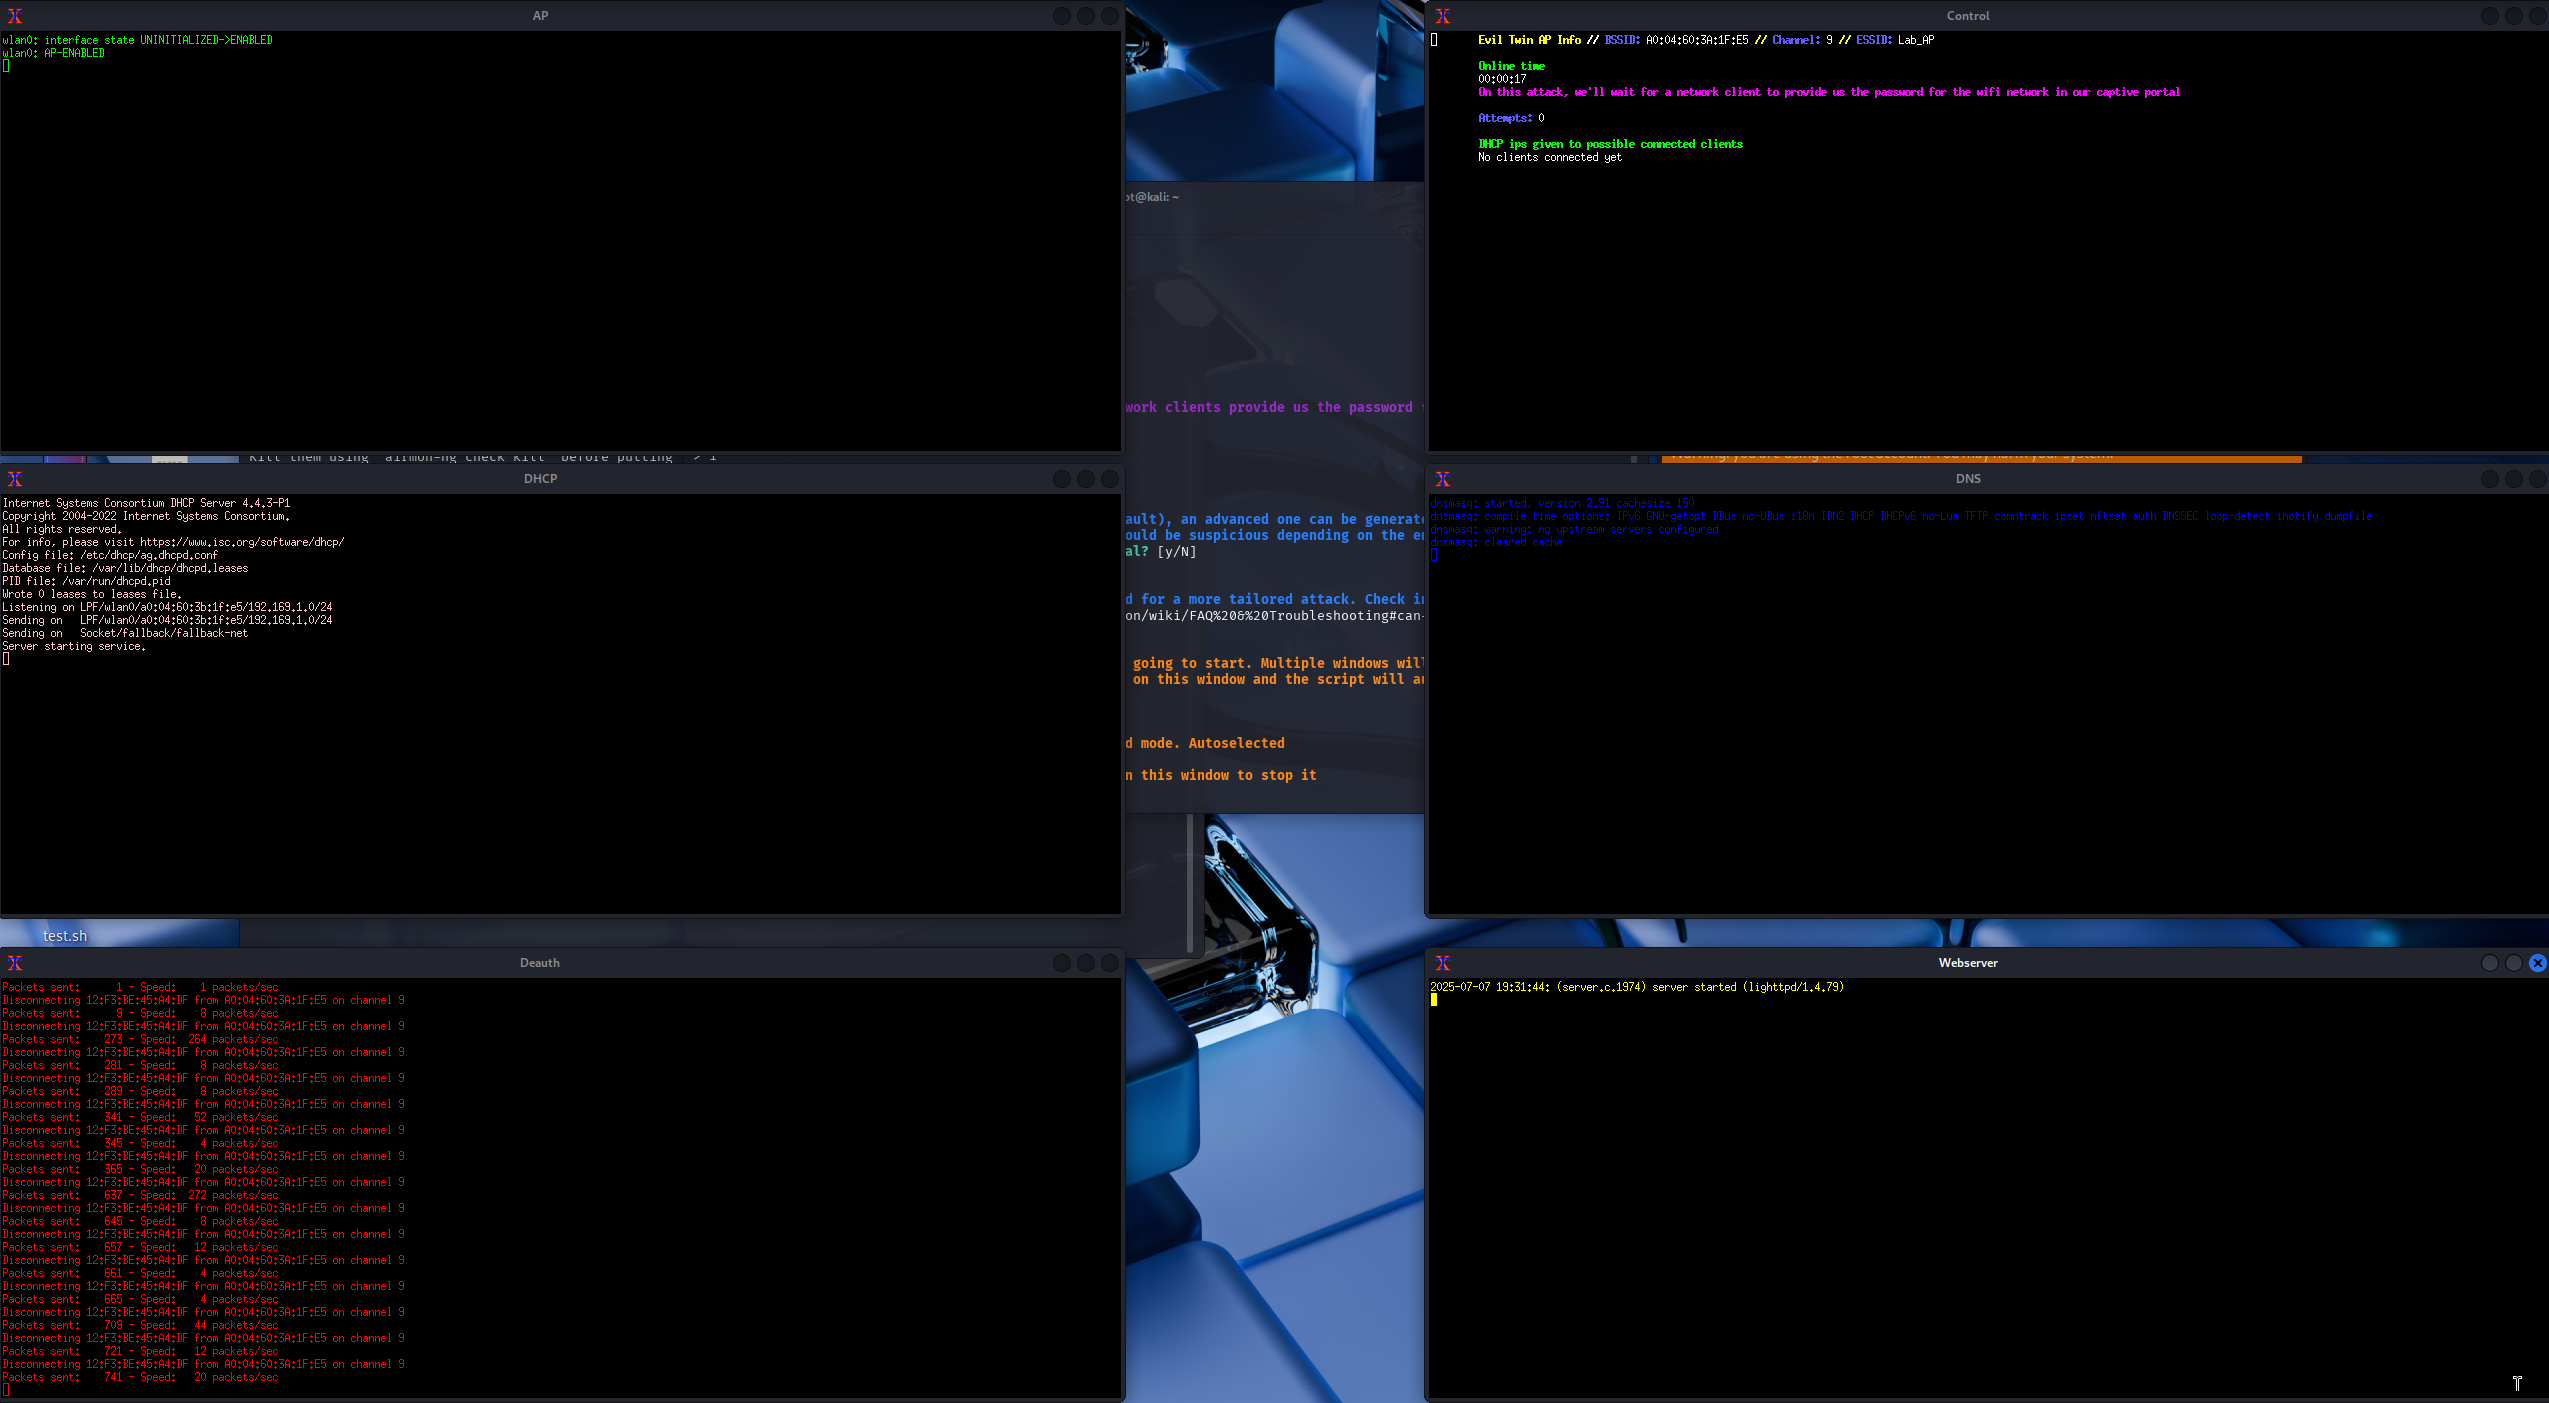 AP
wlan0: interface state UNINITIALIZED->ENABLED
wlan0: AP-ENABLED
Control
Evil Twin AP Info // BSSID: A0:04:60:3A:1F:E5 // Channel: 9 // ESSID: Lab_AP
Online time
00:00:17
On this attack, we'll wait for a network client to provide us the password for the wifi network in our captive portal
Attempts: 0
DHCP ips given to possible connected clients
No clients connected yet
ot@kali: ~
work clients provide us the password
Kill them using 'airmon-ng check kill' before putting
> 1
Warning: you are using the root account. You may harm your system.
DHCP
Internet Systems Consortium DHCP Server 4.4.3-P1
Copyright 2004-2022 Internet Systems Consortium.
All rights reserved.
For info, please visit https://www.isc.org/software/dhcp/
Config file: /etc/dhcp/ag.dhcpd.conf
Database file: /var/lib/dhcp/dhcpd.leases
PID file: /var/run/dhcpd.pid
Wrote 0 leases to leases file.
Listening on LPF/wlan0/a0:04:60:3b:1f:e5/192.169.1.0/24
Sending on   LPF/wlan0/a0:04:60:3b:1f:e5/192.169.1.0/24
Sending on   Socket/fallback/fallback-net
Server starting service.
ault), an advanced one can be generat
ould be suspicious depending on the e
al? [y/N]
d for a more tailored attack. Check i
on/wiki/FAQ%20&%20Troubleshooting#can-
going to start. Multiple windows wil
on this window and the script will a
d mode. Autoselected
n this window to stop it
DNS
dnsmasq: started, version 2.91 cachesize 150
dnsmasq: compile time options: IPv6 GNU-getopt DBus no-UBus i18n IDN2 DHCP DHCPv6 no-Lua TFTP conntrack ipset nftset auth DNSSEC loop-detect inotify dumpfile
dnsmasq: warning: no upstream servers configured
dnsmasq: cleared cache
test.sh
Deauth
Packets sent:      1 - Speed:    1 packets/sec
Disconnecting 12:F3:BE:45:A4:DF from A0:04:60:3A:1F:E5 on channel 9
Packets sent:      9 - Speed:    8 packets/sec
Disconnecting 12:F3:BE:45:A4:DF from A0:04:60:3A:1F:E5 on channel 9
Packets sent:    273 - Speed:  264 packets/sec
Disconnecting 12:F3:BE:45:A4:DF from A0:04:60:3A:1F:E5 on channel 9
Packets sent:    281 - Speed:    8 packets/sec
Disconnecting 12:F3:BE:45:A4:DF from A0:04:60:3A:1F:E5 on channel 9
Packets sent:    289 - Speed:    8 packets/sec
Disconnecting 12:F3:BE:45:A4:DF from A0:04:60:3A:1F:E5 on channel 9
Packets sent:    341 - Speed:   52 packets/sec
Disconnecting 12:F3:BE:45:A4:DF from A0:04:60:3A:1F:E5 on channel 9
Packets sent:    345 - Speed:    4 packets/sec
Disconnecting 12:F3:BE:45:A4:DF from A0:04:60:3A:1F:E5 on channel 9
Packets sent:    365 - Speed:   20 packets/sec
Disconnecting 12:F3:BE:45:A4:DF from A0:04:60:3A:1F:E5 on channel 9
Packets sent:    637 - Speed:  272 packets/sec
Disconnecting 12:F3:BE:45:A4:DF from A0:04:60:3A:1F:E5 on channel 9
Packets sent:    645 - Speed:    8 packets/sec
Disconnecting 12:F3:BE:45:A4:DF from A0:04:60:3A:1F:E5 on channel 9
Packets sent:    657 - Speed:   12 packets/sec
Disconnecting 12:F3:BE:45:A4:DF from A0:04:60:3A:1F:E5 on channel 9
Packets sent:    661 - Speed:    4 packets/sec
Disconnecting 12:F3:BE:45:A4:DF from A0:04:60:3A:1F:E5 on channel 9
Packets sent:    665 - Speed:    4 packets/sec
Disconnecting 12:F3:BE:45:A4:DF from A0:04:60:3A:1F:E5 on channel 9
Packets sent:    709 - Speed:   44 packets/sec
Disconnecting 12:F3:BE:45:A4:DF from A0:04:60:3A:1F:E5 on channel 9
Packets sent:    721 - Speed:   12 packets/sec
Disconnecting 12:F3:BE:45:A4:DF from A0:04:60:3A:1F:E5 on channel 9
Packets sent:    741 - Speed:   20 packets/sec
Webserver
2025-07-07 19:31:44: (server.c.1974) server started (lighttpd/1.4.79)